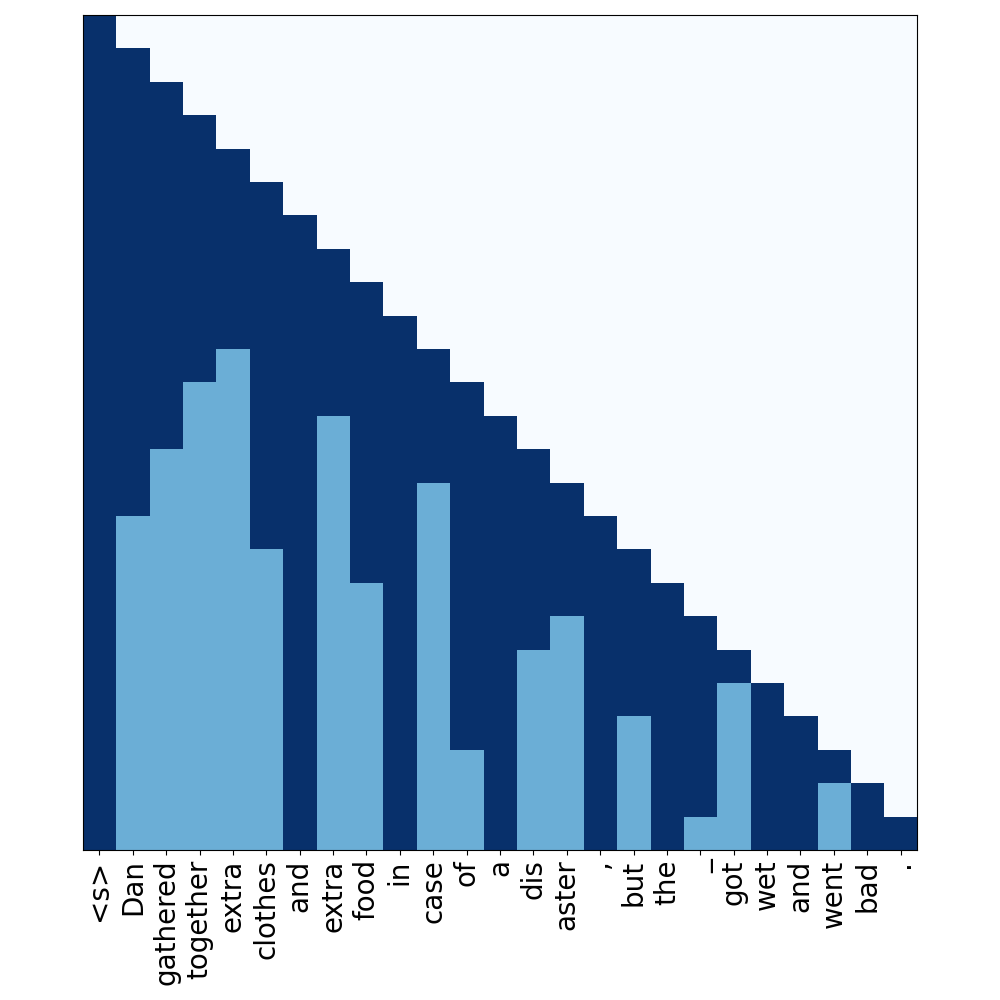 <s>
Dan
gathered
together
extra
clothes
and
extra
food
in
case
of
a
dis
aster
,
but
the
_
got
wet
and
went
bad
.